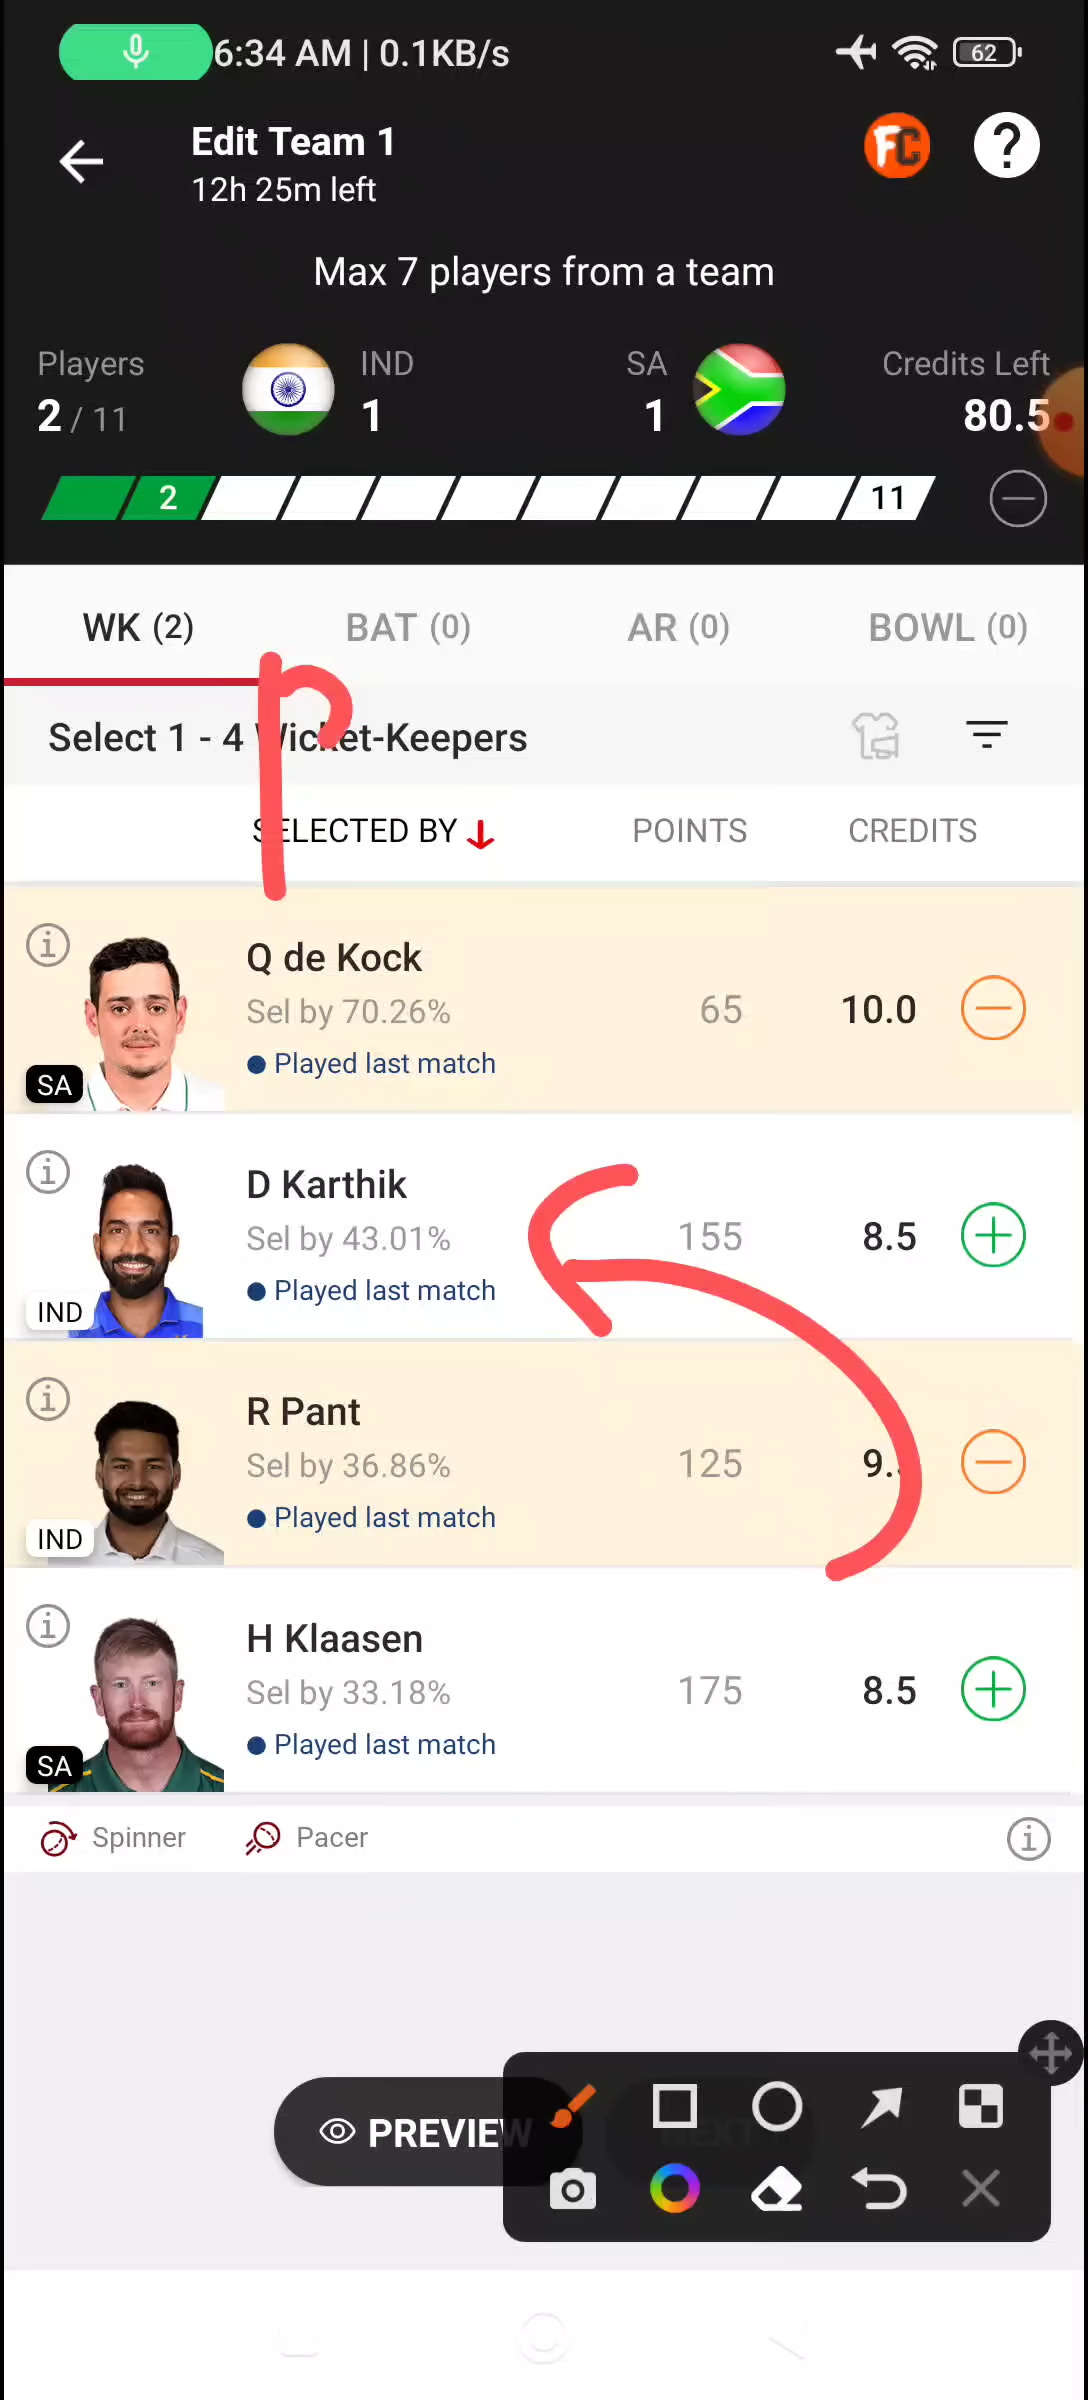 6:34 AM | 0.1KB/s
62
Edit Team 1
12h 25m left
FC
?
Max 7 players from a team
Players
IND
SA
Credits Left
2 / 11
1
1
80.5
2
11
WK (2)
BAT (0)
AR (0)
BOWL (0)
Select 1 - 4 Wicket-Keepers
SELECTED BY
POINTS
CREDITS
Q de Kock
Sel by 70.26%
65
10.0
Played last match
SA
D Karthik
Sel by 43.01%
155
8.5
Played last match
IND
R Pant
Sel by 36.86%
125
9.
Played last match
IND
H Klaasen
Sel by 33.18%
175
8.5
Played last match
SA
Spinner
Pacer
PREVIEW
NEXT